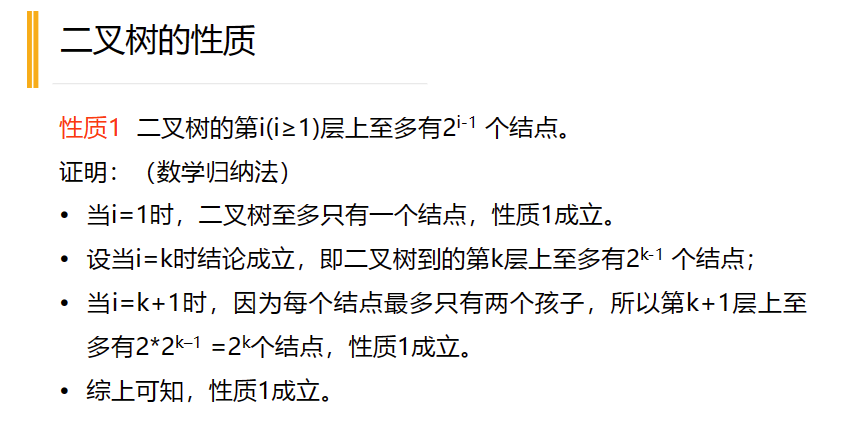 二叉树的性质
性质1 二叉树的第i(i≥1)层上至多有2^{i-1} 个结点。
证明：（数学归纳法）
• 当i=1时，二叉树至多只有一个结点，性质1成立。
• 设当i=k时结论成立，即二叉树到的第k层上至多有2^{k-1} 个结点；
• 当i=k+1时，因为每个结点最多只有两个孩子，所以第k+1层上至
多有2*2^{k–1} =2^{k}个结点，性质1成立。
• 综上可知，性质1成立。